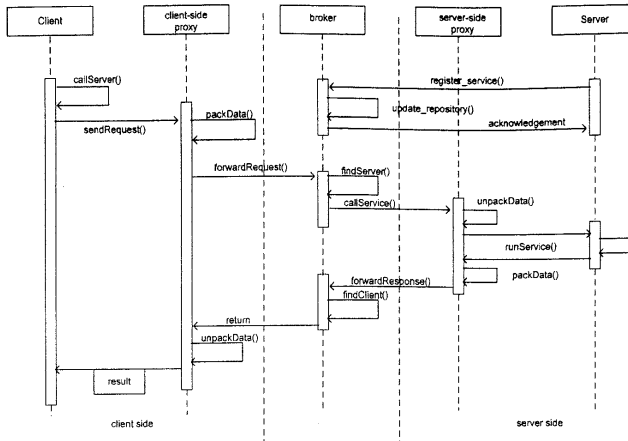 Client
client-side
proxy
broker
server-side
proxy
Server
callServer()
register_service()
packData()
update_repository()
sendRequest()
acknowledgement
forwardRequest()
findServer()
callService()
unpackData()
runService()
packData()
forwardResponse()
findClient()
return
unpackData()
result
client side
server side